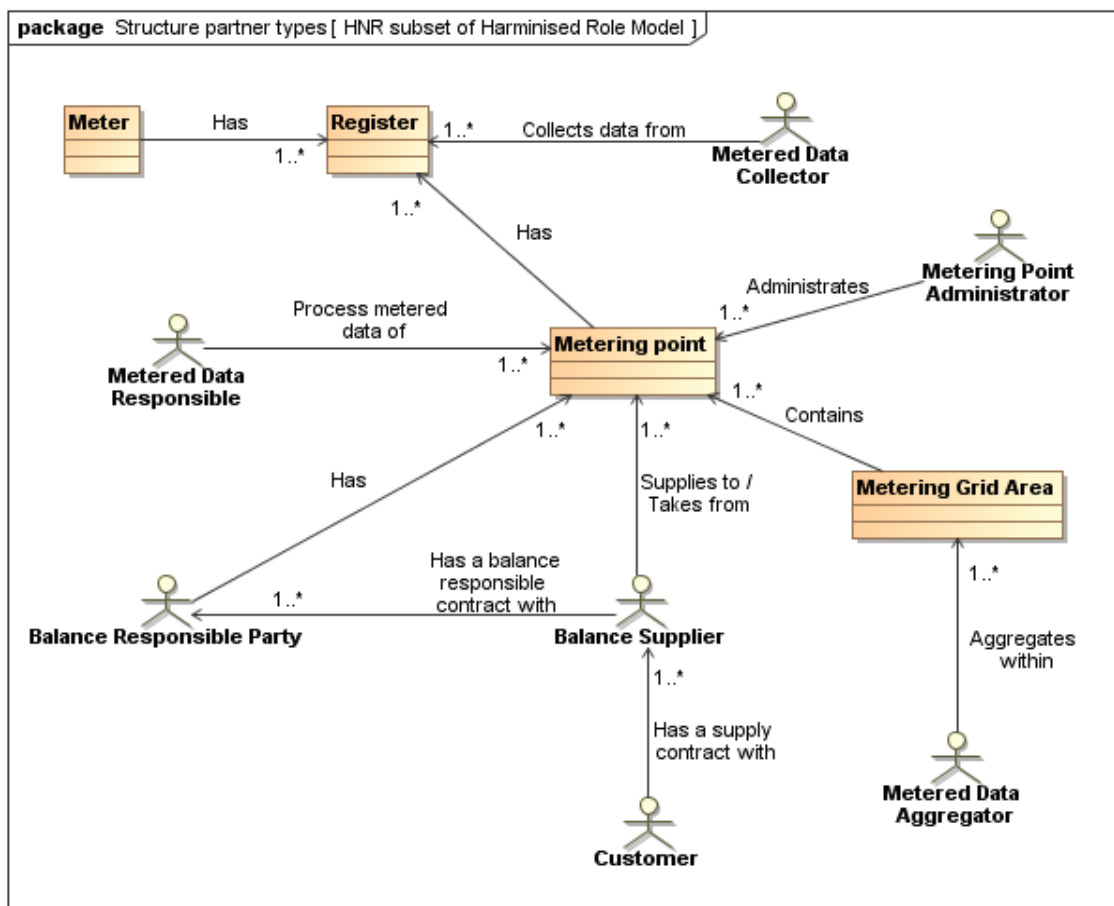 package Structure partner types [ HNR subset of Harminised Role Model ]
Meter
Has
1..*
Register
1..*
Collects data from
Metered Data
Collector
1..*
Has
Metering Point
Administrator
Administrates
1..*
Process metered
data of
1..*
Metered Data
Responsible
Metering point
1..*
Contains
1..*
1..*
Has
Supplies to /
Takes from
Metering Grid Area
1..*
Has a balance
responsible
contract with
1..*
Balance Responsible Party
Balance Supplier
1..*
Aggregates
within
Has a supply
contract with
Metered Data
Aggregator
Customer